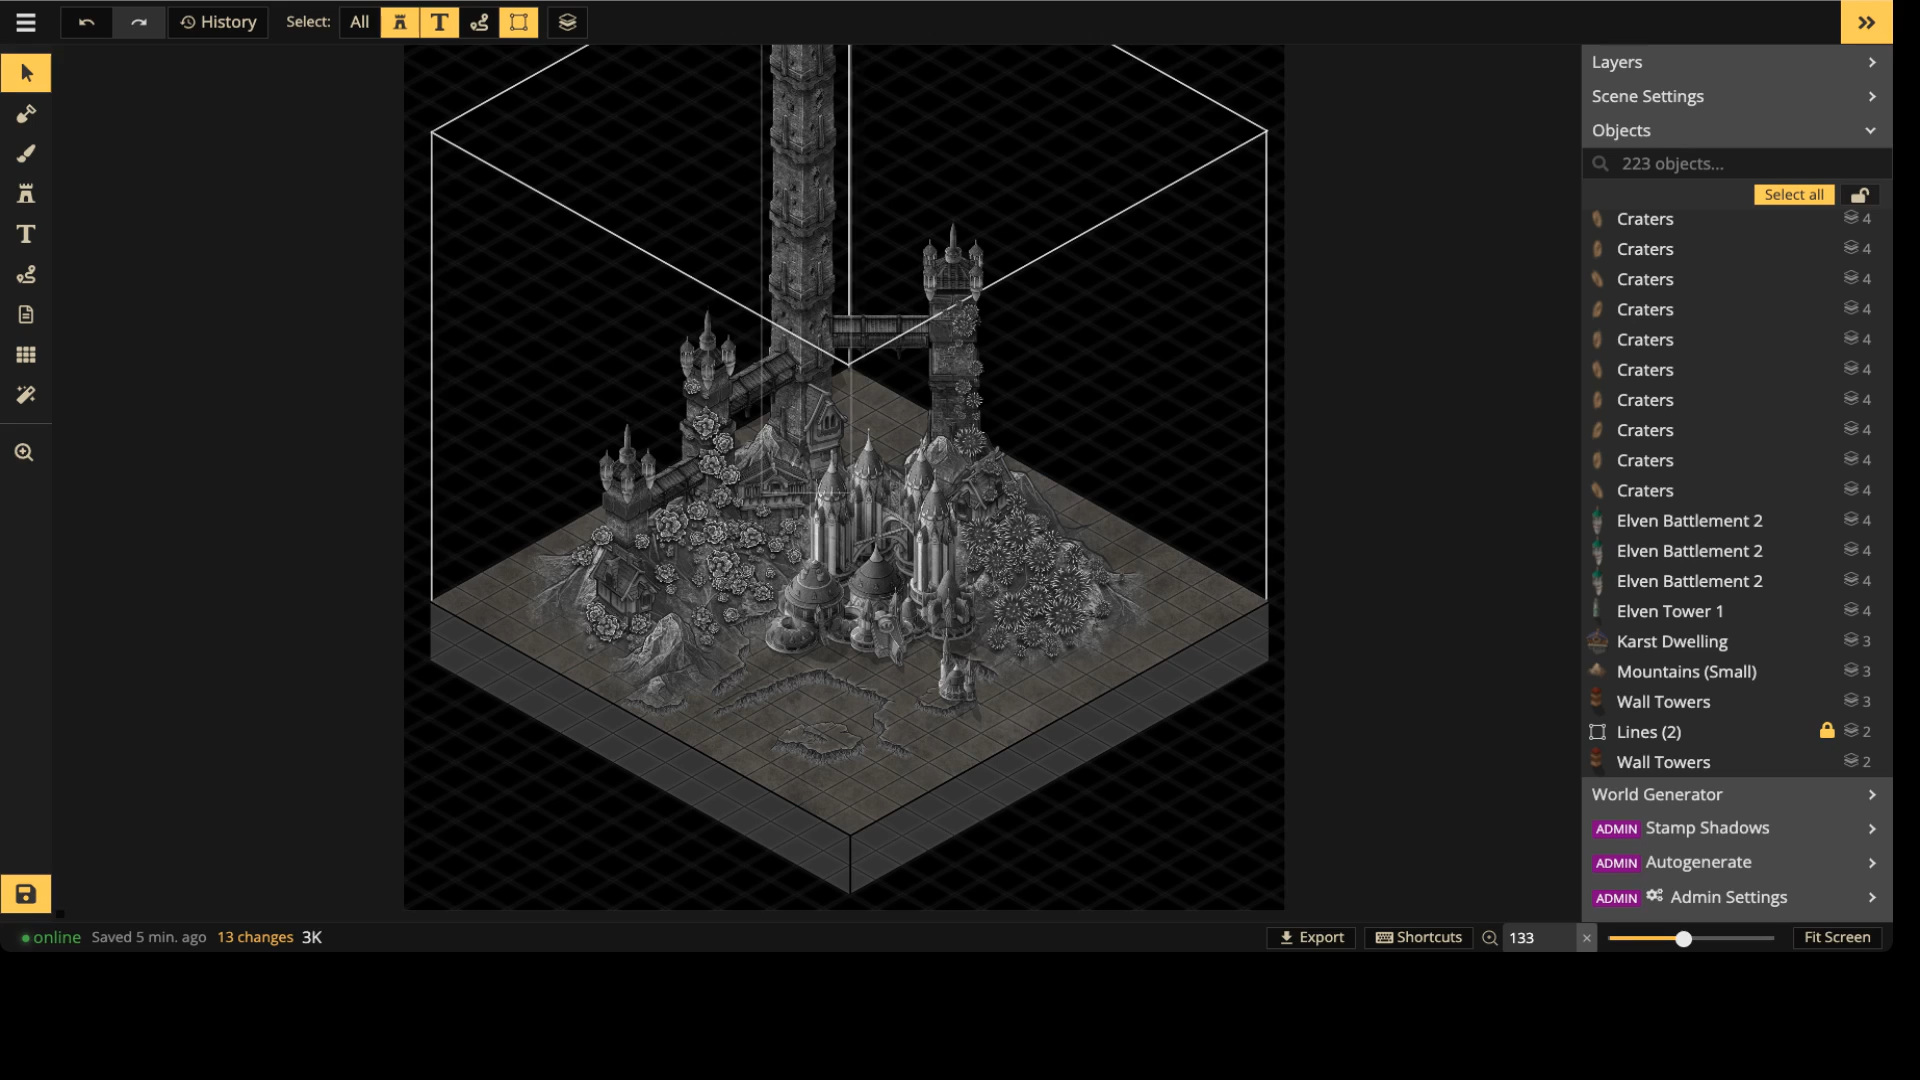 History
Select:
All
T
T
Layers
Scene Settings
Objects
223 objects...
Select all
Craters 4
Craters 4
Craters 4
Craters 4
Craters 4
Craters 4
Craters 4
Craters 4
Craters 4
Craters 4
Elven Battlement 2 4
Elven Battlement 2 4
Elven Battlement 2 4
Elven Tower 1 4
Karst Dwelling 3
Mountains (Small) 3
Wall Towers 3
Lines (2) 2
Wall Towers 2
World Generator
ADMIN Stamp Shadows
ADMIN Autogenerate
ADMIN Admin Settings
online Saved 5 min. ago 13 changes 3K
Export
Shortcuts
133 ×
Fit Screen